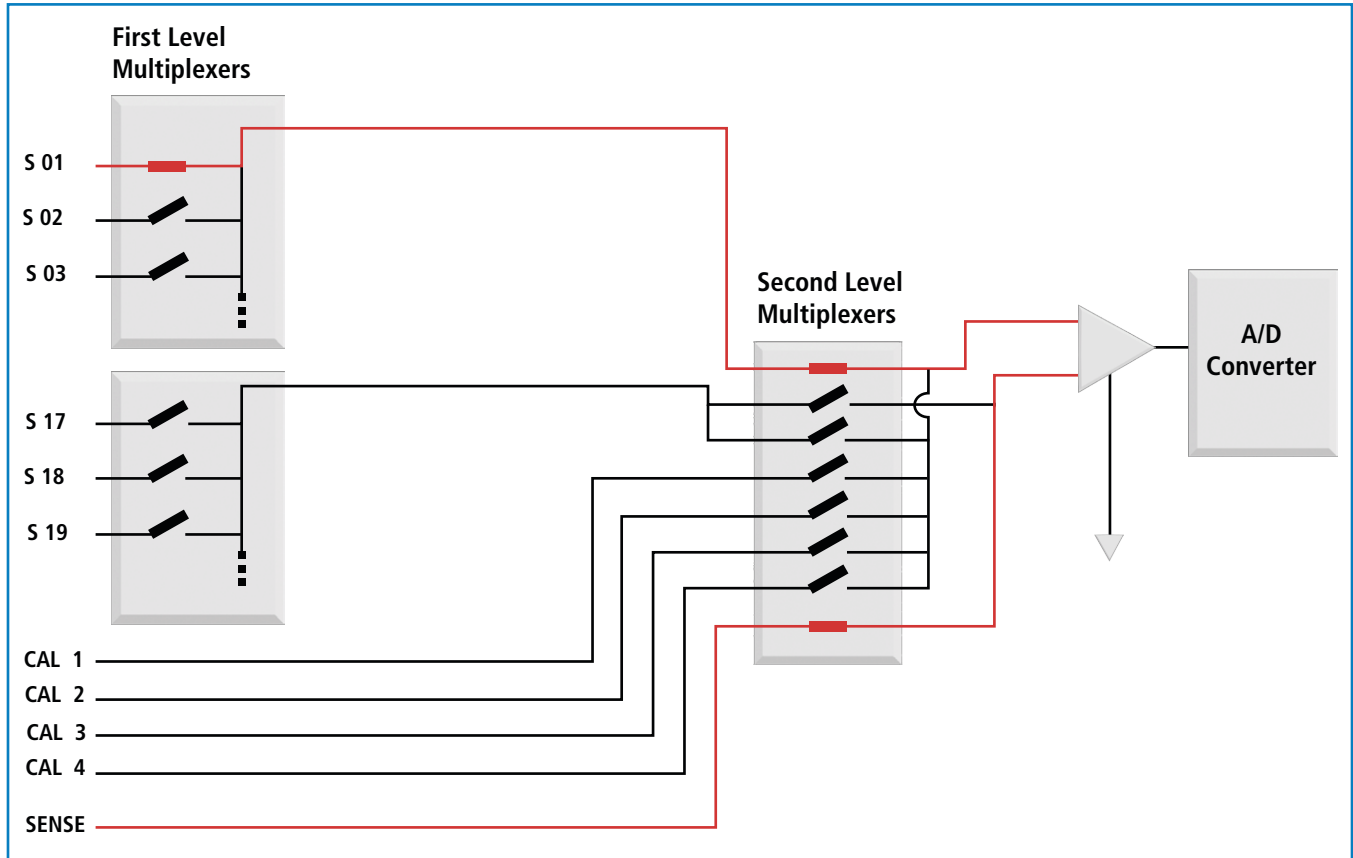 First Level
Multiplexers
S 01
S 02
S 03
Second Level
Multiplexers
A/D
Converter
S 17
S 18
S 19
CAL 1
CAL 2
CAL 3
CAL 4
SENSE